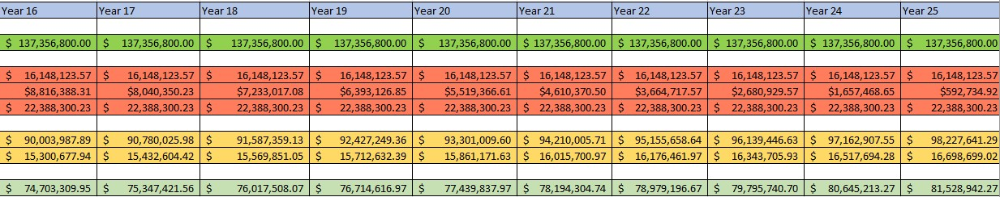 Year 16 Year 17 Year 18 Year 19 Year 20 Year 21 Year 22 Year 23 Year 24 Year 25
$ 137,356,800.00 $ 137,356,800.00 $ 137,356,800.00 $ 137,356,800.00 $ 137,356,800.00 $ 137,356,800.00 $ 137,356,800.00 $ 137,356,800.00 $ 137,356,800.00 $ 137,356,800.00
$ 16,148,123.57 $ 16,148,123.57 $ 16,148,123.57 $ 16,148,123.57 $ 16,148,123.57 $ 16,148,123.57 $ 16,148,123.57 $ 16,148,123.57 $ 16,148,123.57 $ 16,148,123.57
$8,816,388.31 $8,040,350.23 $7,233,017.08 $6,393,126.85 $5,519,366.61 $4,610,370.50 $3,664,717.57 $2,680,929.57 $1,657,468.65 $592,734.92
$ 22,388,300.23 $ 22,388,300.23 $ 22,388,300.23 $ 22,388,300.23 $ 22,388,300.23 $ 22,388,300.23 $ 22,388,300.23 $ 22,388,300.23 $ 22,388,300.23 $ 22,388,300.23
$ 90,003,987.89 $ 90,780,025.98 $ 91,587,359.13 $ 92,427,249.36 $ 93,301,009.60 $ 94,210,005.71 $ 95,155,658.64 $ 96,139,446.63 $ 97,162,907.55 $ 98,227,641.29
$ 15,300,677.94 $ 15,432,604.42 $ 15,569,851.05 $ 15,712,632.39 $ 15,861,171.63 $ 16,015,700.97 $ 16,176,461.97 $ 16,343,705.93 $ 16,517,694.28 $ 16,698,699.02
$ 74,703,309.95 $ 75,347,421.56 $ 76,017,508.07 $ 76,714,616.97 $ 77,439,837.97 $ 78,194,304.74 $ 78,979,196.67 $ 79,795,740.70 $ 80,645,213.27 $ 81,528,942.27